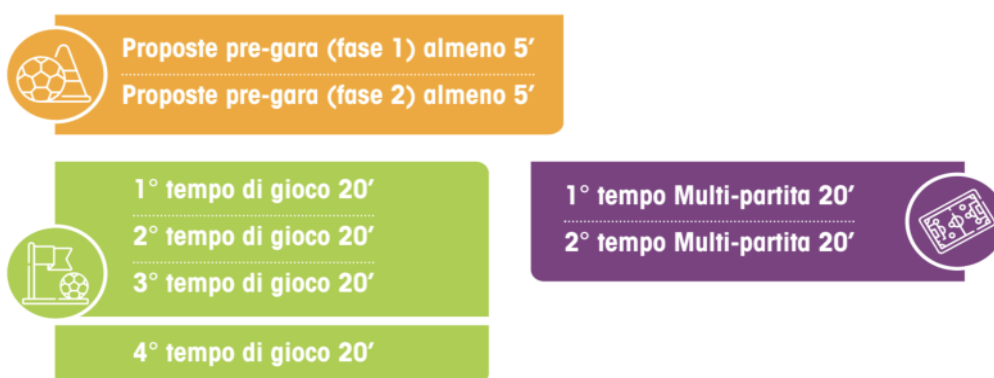 Proposte pre-gara (fase 1) almeno 5′
Proposte pre-gara (fase 2) almeno 5′
1° tempo di gioco 20′
2° tempo di gioco 20′
3° tempo di gioco 20′
4° tempo di gioco 20′
1° tempo Multi-partita 20′
2° tempo Multi-partita 20′